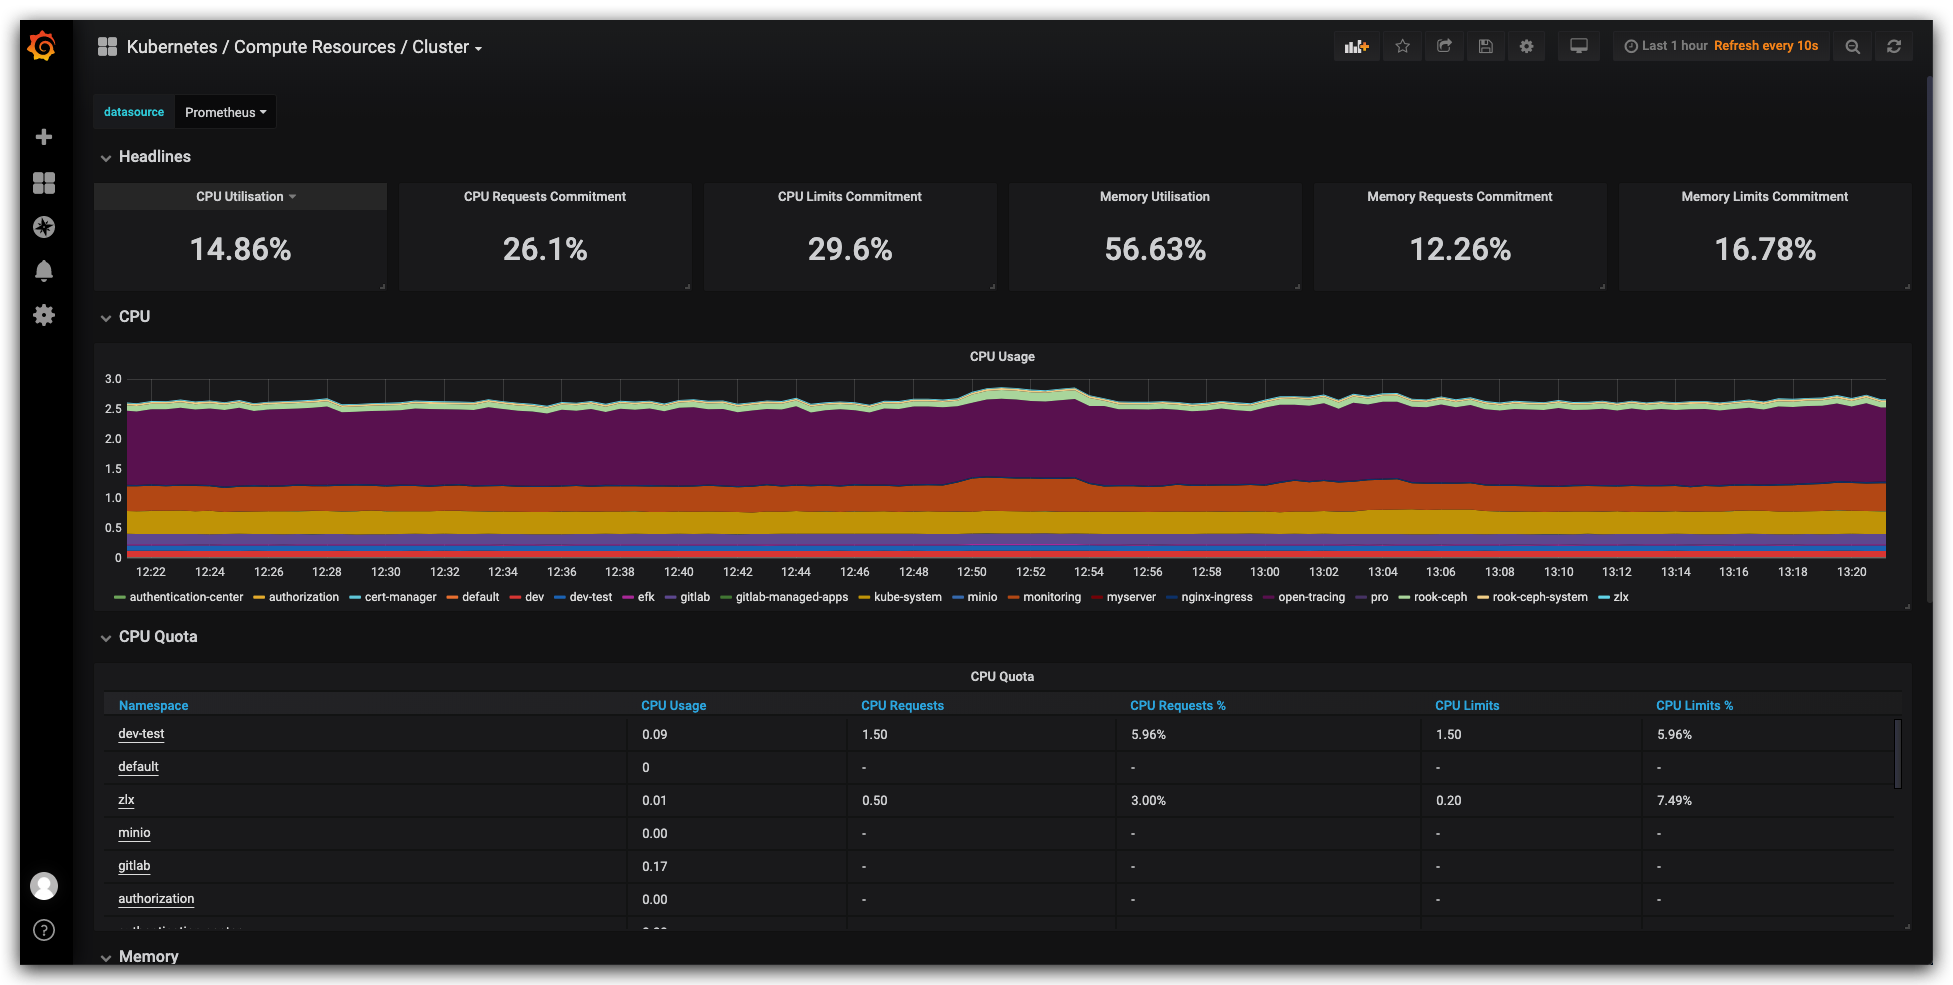 Kubernetes / Compute Resources / Cluster
Last 1 hour Refresh every 10s
datasource Prometheus
Headlines
CPU Utilisation CPU Requests Commitment CPU Limits Commitment Memory Utilisation Memory Requests Commitment Memory Limits Commitment
14.86% 26.1% 29.6% 56.63% 12.26% 16.78%
CPU
CPU Usage
3.0
2.5
2.0
1.5
1.0
0.5
0
12:22 12:24 12:26 12:28 12:30 12:32 12:34 12:36 12:38 12:40 12:42 12:44 12:46 12:48 12:50 12:52 12:54 12:56 12:58 13:00 13:02 13:04 13:06 13:08 13:10 13:12 13:14 13:16 13:18 13:20
authentication-center authorization cert-manager default dev dev-test efk gitlab gitlab-managed-apps kube-system minio monitoring myserver nginx-ingress open-tracing pro rook-ceph rook-ceph-system zlx
CPU Quota
CPU Quota
Namespace CPU Usage CPU Requests CPU Requests % CPU Limits CPU Limits %
dev-test 0.09 1.50 5.96% 1.50 5.96%
default 0 - - - -
zlx 0.01 0.50 3.00% 0.20 7.49%
minio 0.00 - - - -
gitlab 0.17 - - - -
authorization 0.00 - - - -
Memory